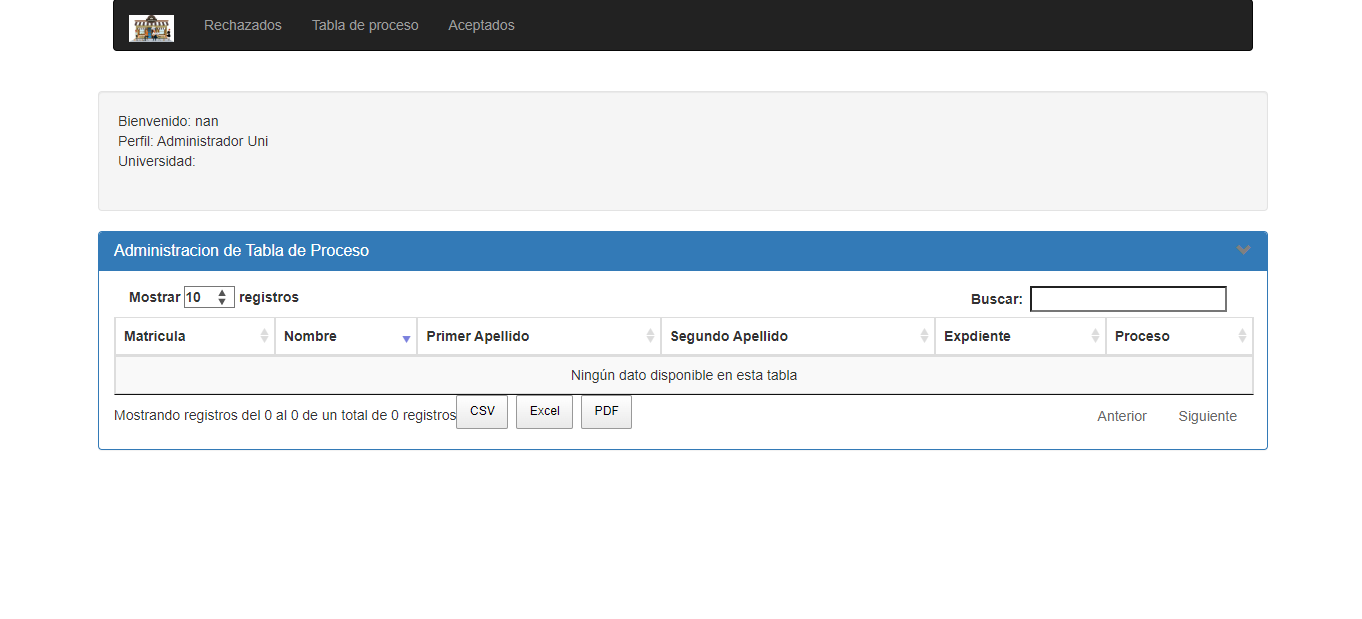 Rechazados Tabla de proceso Aceptados
Bienvenido: nan
Perfil: Administrador Uni
Universidad:
Administracion de Tabla de Proceso
Mostrar 10 registros Buscar:
Matricula Nombre Primer Apellido Segundo Apellido Expdiente Proceso
Ningún dato disponible en esta tabla
Mostrando registros del 0 al 0 de un total de 0 registros CSV Excel PDF Anterior Siguiente